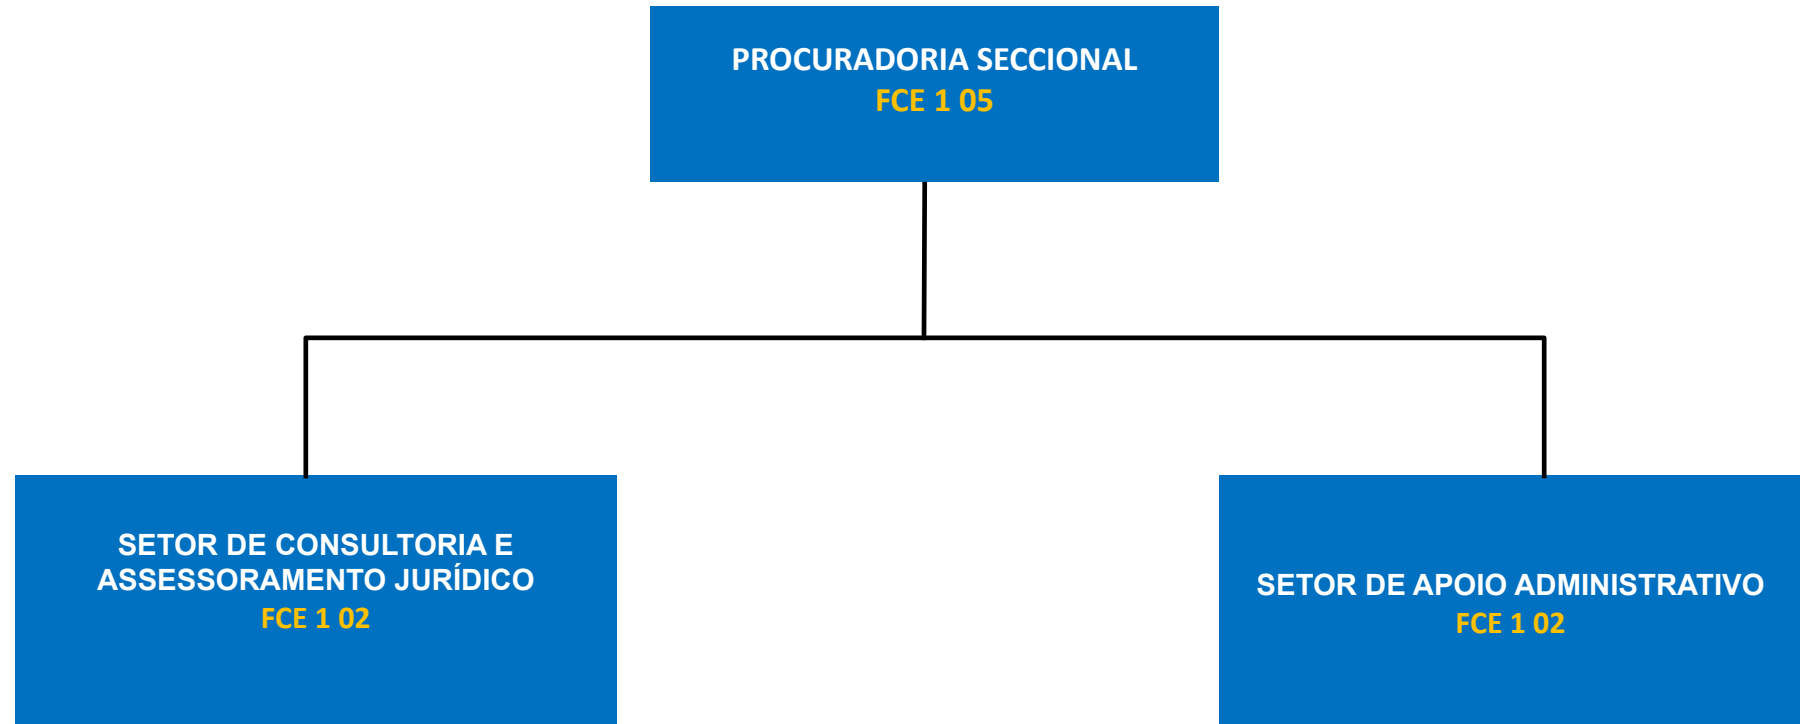 PROCURADORIA SECCIONAL
FCE 1 05
SETOR DE CONSULTORIA E
ASSESSORAMENTO JURÍDICO
FCE 1 02
SETOR DE APOIO ADMINISTRATIVO
FCE 1 02